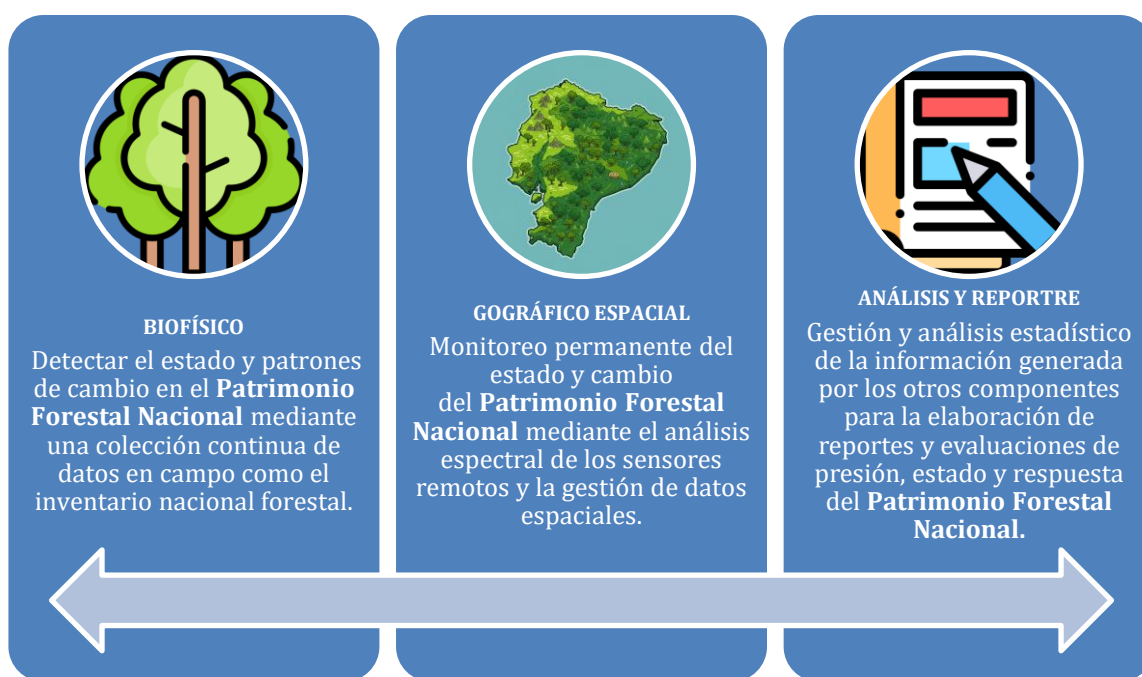 BIOFÍSICO
Detectar el estado y patrones
de cambio en el Patrimonio
Forestal Nacional mediante
una colección continua de
datos en campo como el
inventario nacional forestal.
GOGRÁFICO ESPACIAL
Monitoreo permanente del
estado y cambio
del Patrimonio Forestal
Nacional mediante el análisis
espectral de los sensores
remotos y la gestión de datos
espaciales.
ANÁLISIS Y REPORTRE
Gestión y análisis estadístico
de la información generada
por los otros componentes
para la elaboración de
reportes y evaluaciones de
presión, estado y respuesta
del Patrimonio Forestal
Nacional.